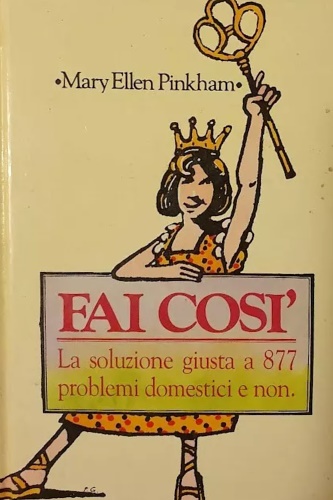 •Mary Ellen Pinkham•
FAI COSI'
La soluzione giusta a 877
problemi domestici e non.